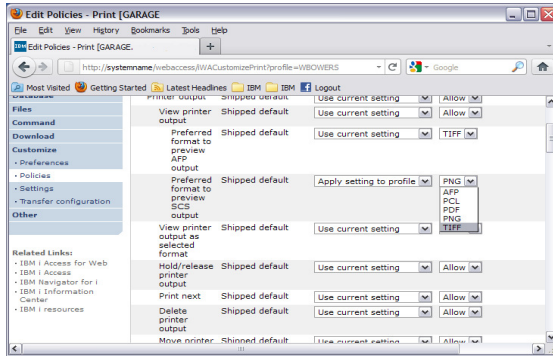 Edit Policies - Print [GARAGE
File Edit View History Bookmarks Tools Help
IBM Edit Policies - Print [GARAGE. +
http://systemname/webaccess/iWACustomizePrint?profile=WBOWERS Google
Most Visited Getting Started Latest Headlines IBM IBM Logout
Database
Files
Command
Download
Customize
• Preferences
• Policies
• Settings
• Transfer configuration
Other
Related Links:
• IBM i Access for Web
• IBM i Access
• IBM Navigator for i
• IBM i Information
Center
• IBM i resources
Printer output Shipped default Use current setting Allow
View printer Shipped default Use current setting Allow
output
Preferred Shipped default Use current setting TIFF
format to
preview
AFP
output
Preferred Shipped default Apply setting to profile PNG
format to
preview
SCS
output
AFP
PCL
PDF
PNG
TIFF
View printer Shipped default Use current setting
output as
selected
format
Hold/release Shipped default Use current setting Allow
printer
output
Print next Shipped default Use current setting Allow
Delete Shipped default Use current setting Allow
printer
output
Move printer Shipped default Use current setting Allow